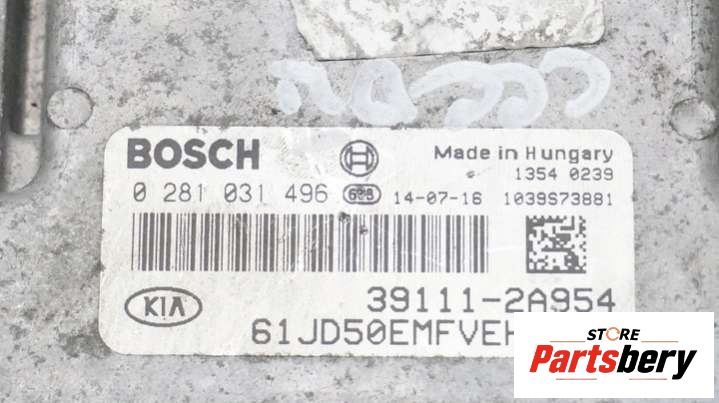 BOSCH
Made in Hungary
1354 0239
0 281 031 496
14-07-16
1039S73881
KIA
39111-2A954
61JD50EMFVEH
STORE
Partsbery